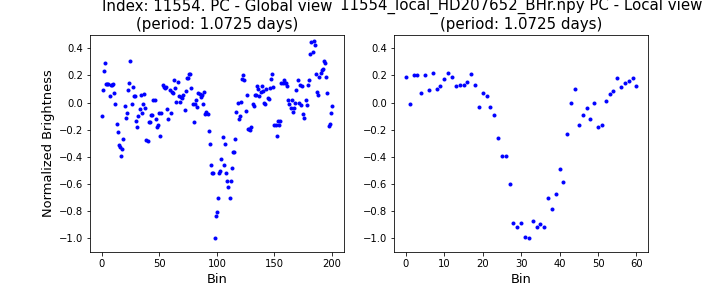 Index: 11554. PC - Global view
(period: 1.0725 days)
11554_local_HD207652_BHr.npy PC - Local view
(period: 1.0725 days)
Normalized Brightness
0.4
0.2
0.0
−0.2
−0.4
−0.6
−0.8
−1.0
0 50 100 150 200
Bin
0.4
0.2
0.0
−0.2
−0.4
−0.6
−0.8
−1.0
0 10 20 30 40 50 60
Bin